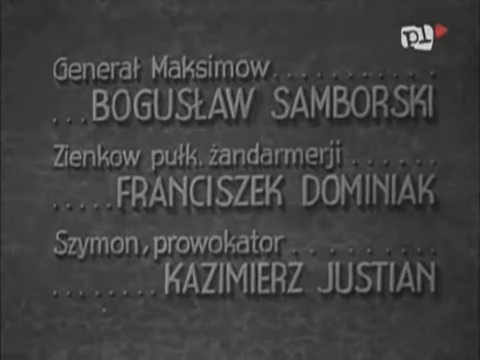 Generał Maksimow. . . . . . . . . . .
. . . BOGUSŁAW SAMBORSKI
Zienkow pułk. żandarmerji . . . . . .
. . . . . FRANCISZEK DOMINIAK
Szymon, prowokator . . . . . . . . .
. . . . . . . . KAZIMIERZ JUSTIAN